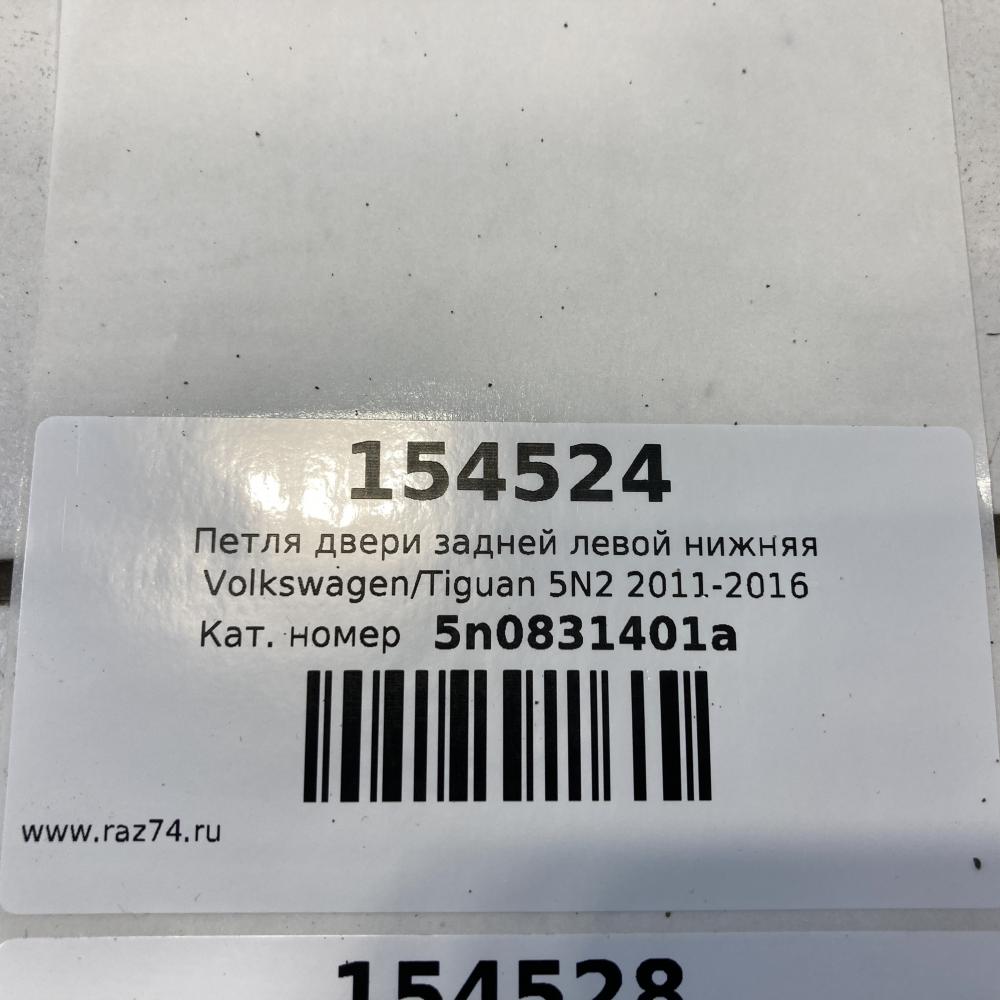 154524
Петля двери задней левой нижняя
Volkswagen/Tiguan 5N2 2011-2016
Кат. номер 5n0831401a
www.raz74.ru
154528